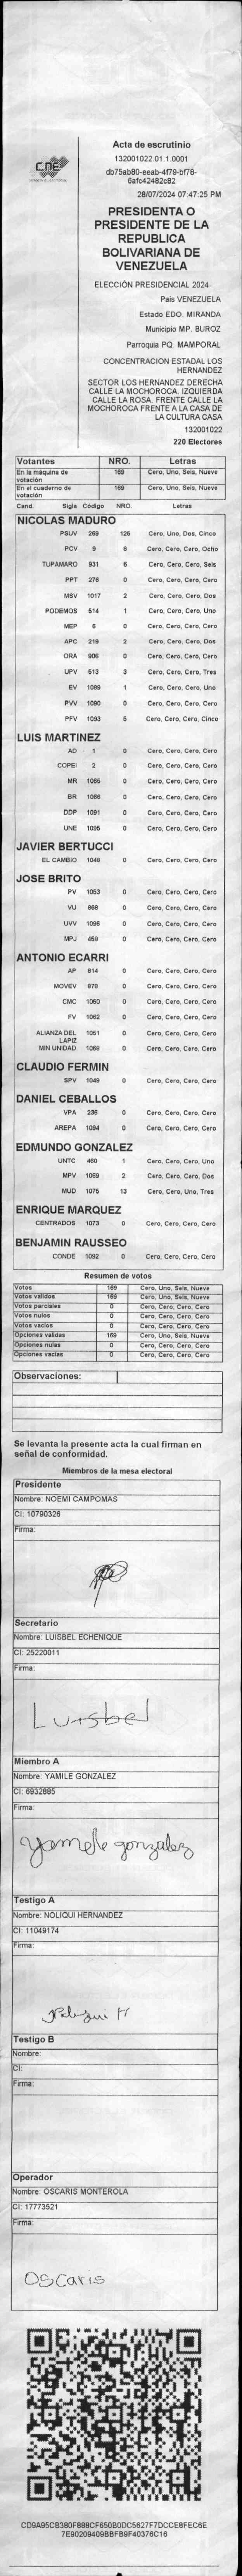 CNE
Acta de escrutinio
132001022.01.1.0001
db75ab80-eeab-4f79-bf78-
6afc42482c82
28/07/2024 07:47:25 PM
PRESIDENTA O
PRESIDENTE DE LA
REPUBLICA
BOLIVARIANA DE
VENEZUELA
ELECCIÓN PRESIDENCIAL 2024-
País VENEZUELA
Estado EDO. MIRANDA
Municipio MP. BUROZ
Parroquia PQ. MAMPORAL
CONCENTRACION ESTADAL LOS
HERNANDEZ
SECTOR LOS HERNANDEZ DERECHA
CALLE LA MOCHOROCA. IZQUIERDA
CALLE LA ROSA. FRENTE CALLE LA
MOCHOROCA FRENTE A LA CASA DE
LA CULTURA CASA
132001022
220 Electores
Votantes NRO. Letras
En la máquina de votación 169 Cero, Uno, Seis, Nueve
En el cuaderno de votación 169 Cero, Uno, Seis, Nueve
Cand. Sigla Código NRO. Letras
NICOLAS MADURO
PSUV 269 125 Cero, Uno, Dos, Cinco
PCV 9 8 Cero, Cero, Cero, Ocho
TUPAMARO 931 6 Cero, Cero, Cero, Seis
PPT 276 0 Cero, Cero, Cero, Cero
MSV 1017 2 Cero, Cero, Cero, Dos
PODEMOS 514 1 Cero, Cero, Cero, Uno
MEP 6 0 Cero, Cero, Cero, Cero
APC 219 2 Cero, Cero, Cero, Dos
ORA 906 0 Cero, Cero, Cero, Cero
UPV 513 3 Cero, Cero, Cero, Tres
EV 1089 1 Cero, Cero, Cero, Uno
PVV 1090 0 Cero, Cero, Cero, Cero
PFV 1093 5 Cero, Cero, Cero, Cinco
LUIS MARTINEZ
AD 1 0 Cero, Cero, Cero, Cero
COPEI 2 0 Cero, Cero, Cero, Cero
MR 1065 0 Cero, Cero, Cero, Cero
BR 1066 0 Cero, Cero, Cero, Cero
DDP 1091 0 Cero, Cero, Cero, Cero
UNE 1095 0 Cero, Cero, Cero, Cero
JAVIER BERTUCCI
EL CAMBIO 1048 0 Cero, Cero, Cero, Cero
JOSE BRITO
PV 1053 0 Cero, Cero, Cero, Cero
VU 868 0 Cero, Cero, Cero, Cero
UVV 1096 0 Cero, Cero, Cero, Cero
MPJ 459 0 Cero, Cero, Cero, Cero
ANTONIO ECARRI
AP 814 0 Cero, Cero, Cero, Cero
MOVEV 878 0 Cero, Cero, Cero, Cero
CMC 1050 0 Cero, Cero, Cero, Cero
FV 1062 0 Cero, Cero, Cero, Cero
ALIANZA DEL LAPIZ 1051 0 Cero, Cero, Cero, Cero
MIN UNIDAD 1069 0 Cero, Cero, Cero, Cero
CLAUDIO FERMIN
SPV 1049 0 Cero, Cero, Cero, Cero
DANIEL CEBALLOS
VPA 236 0 Cero, Cero, Cero, Cero
AREPA 1094 0 Cero, Cero, Cero, Cero
EDMUNDO GONZALEZ
UNTC 460 1 Cero, Cero, Cero, Uno
MPV 1069 2 Cero, Cero, Cero, Dos
MUD 1075 13 Cero, Cero, Uno, Tres
ENRIQUE MARQUEZ
CENTRADOS 1073 0 Cero, Cero, Cero, Cero
BENJAMIN RAUSSEO
CONDE 1092 0 Cero, Cero, Cero, Cero
Resumen de votos
Votos 169 Cero, Uno, Seis, Nueve
Votos validos 169 Cero, Uno, Seis, Nueve
Votos parciales 0 Cero, Cero, Cero, Cero
Votos nulos 0 Cero, Cero, Cero, Cero
Votos vacios 0 Cero, Cero, Cero, Cero
Opciones validas 169 Cero, Uno, Seis, Nueve
Opciones nulas 0 Cero, Cero, Cero, Cero
Opciones vacias 0 Cero, Cero, Cero, Cero
Observaciones:
Se levanta la presente acta la cual firman en
señal de conformidad.
Miembros de la mesa electoral
Presidente
Nombre: NOEMI CAMPOMAS
CI: 10790326
Firma:
Secretario
Nombre: LUISBEL ECHENIQUE
CI: 25220011
Firma:
Luisbel
Miembro A
Nombre: YAMILE GONZALEZ
CI: 6932885
Firma:
Yamile gonzalez
Testigo A
Nombre: NOLIQUI HERNANDEZ
CI: 11049174
Firma:
Testigo B
Nombre:
CI:
Firma:
Operador
Nombre: OSCARIS MONTEROLA
CI: 17773521
Firma:
OScaris
CD9A95CB380F888CF650B0DC5627F7DCCE8FEC6E
7E90209409BBFB9F40376C16